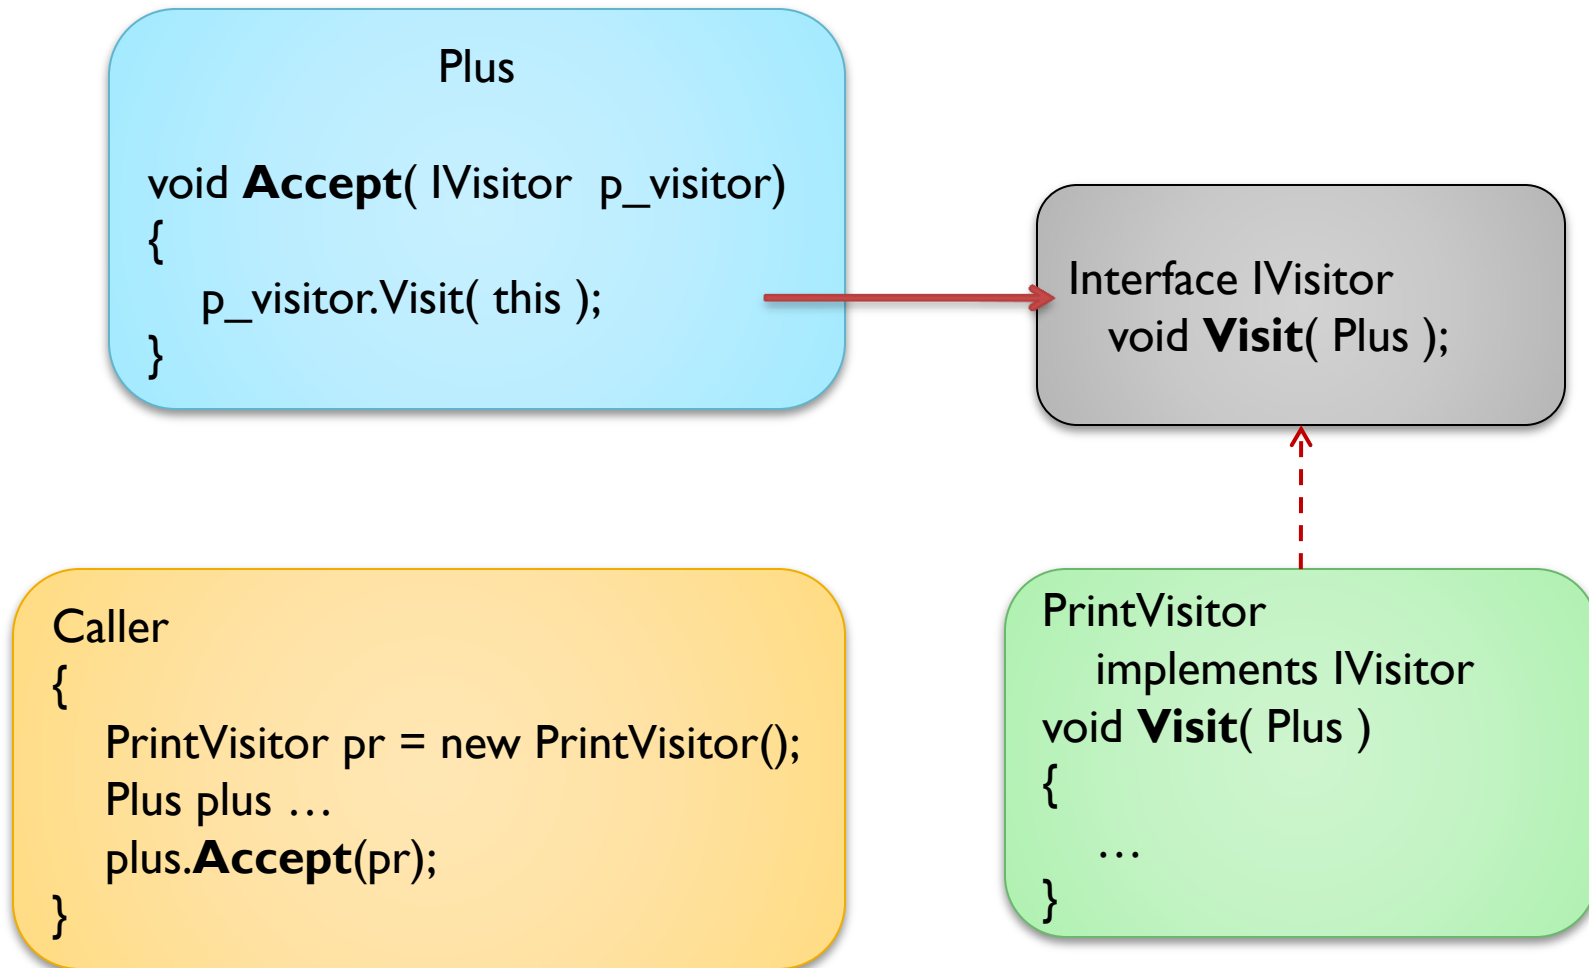 Plus
void Accept( IVisitor p_visitor)
{
p_visitor.Visit( this );
}
Interface IVisitor
void Visit( Plus );
Caller
{
PrintVisitor pr = new PrintVisitor();
Plus plus …
plus.Accept(pr);
}
PrintVisitor
implements IVisitor
void Visit( Plus )
{
…
}